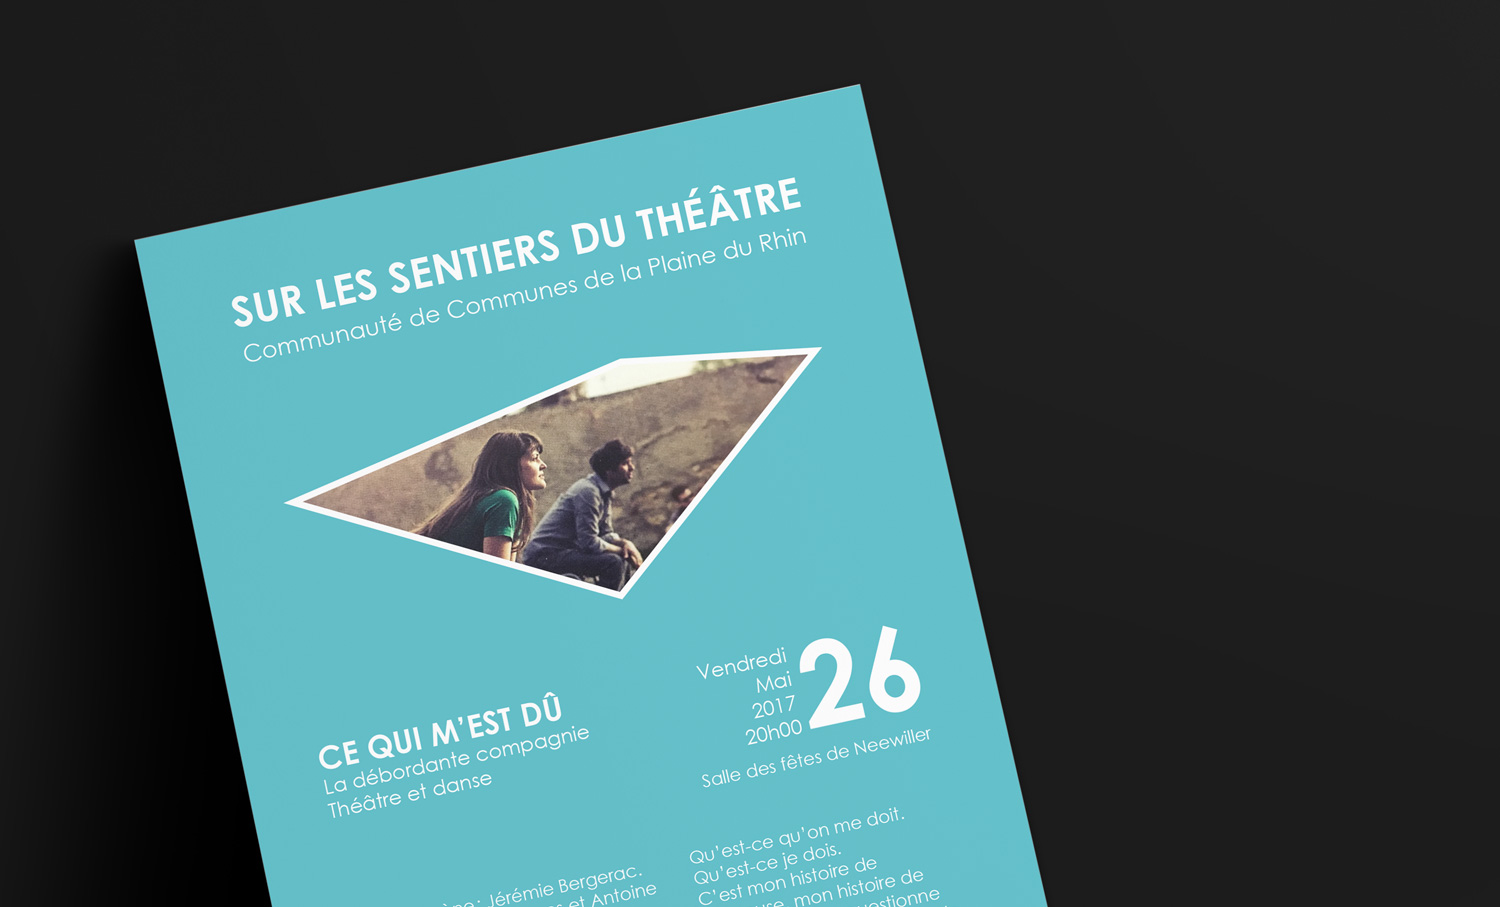 SUR LES SENTIERS DU THÉÂTRE
Communauté de Communes de la Plaine du Rhin
Vendredi
Mai
2017
20h00
26
Salle des fêtes de Neewiller
CE QUI M'EST DÛ
La débordante compagnie
Théâtre et danse
Jérémie Bergerac.
et Antoine
Qu'est-ce qu'on me doit.
Qu'est-ce je dois.
C'est mon histoire de
mon histoire de